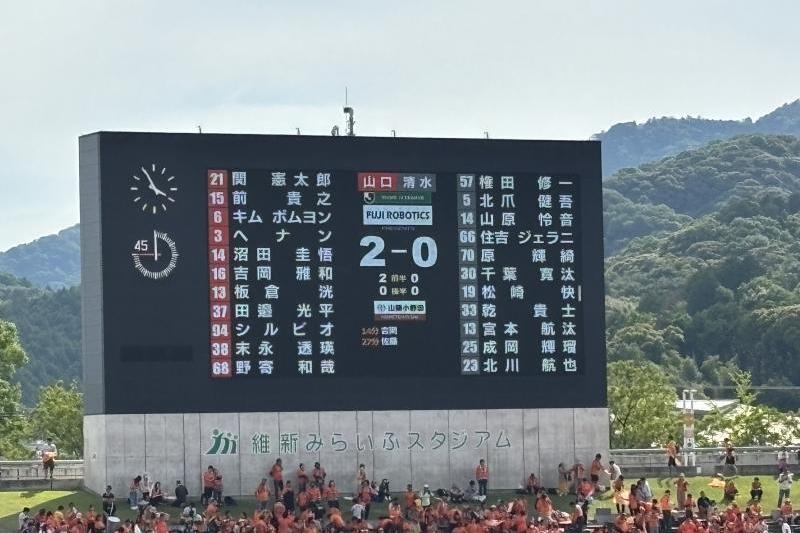 21 関 憲太郎
15 前 貴之
6 キム ボムヨン
3 ヘナン
14 沼田 圭悟
16 吉岡 雅和
13 板倉 洸
37 田邉 光平
94 シルビオ
38 末永 透瑛
68 野寄 和哉
山口 清水
FUJI ROBOTICS
PRESENTS
2-0
2 前半 0
0 後半 0
山陽小野田
14分 吉岡
27分 佐藤
57 権田 修一
5 北爪 健吾
14 山原 怜音
66 住吉 ジェラニ
70 原 輝綺
30 千葉 寛汰
19 松崎 快
33 乾 貴士
13 宮本 航汰
25 成岡 輝瑠
23 北川 航也
45
維新みらいふスタジアム